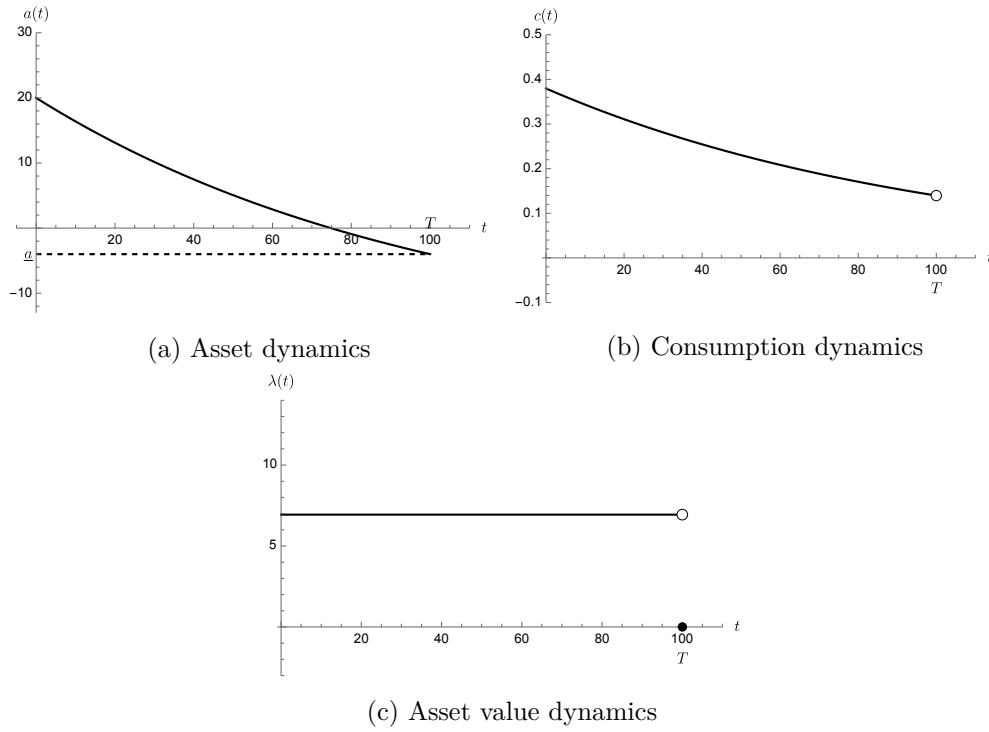 a(t)
30
20
10
T
20 40 60 80 100 t
a
−10
(a) Asset dynamics
c(t)
0.5
0.4
0.3
0.2
0.1
20 40 60 80 100
T
−0.1
(b) Consumption dynamics
λ(t)
10
5
20 40 60 80 100 t
T
(c) Asset value dynamics